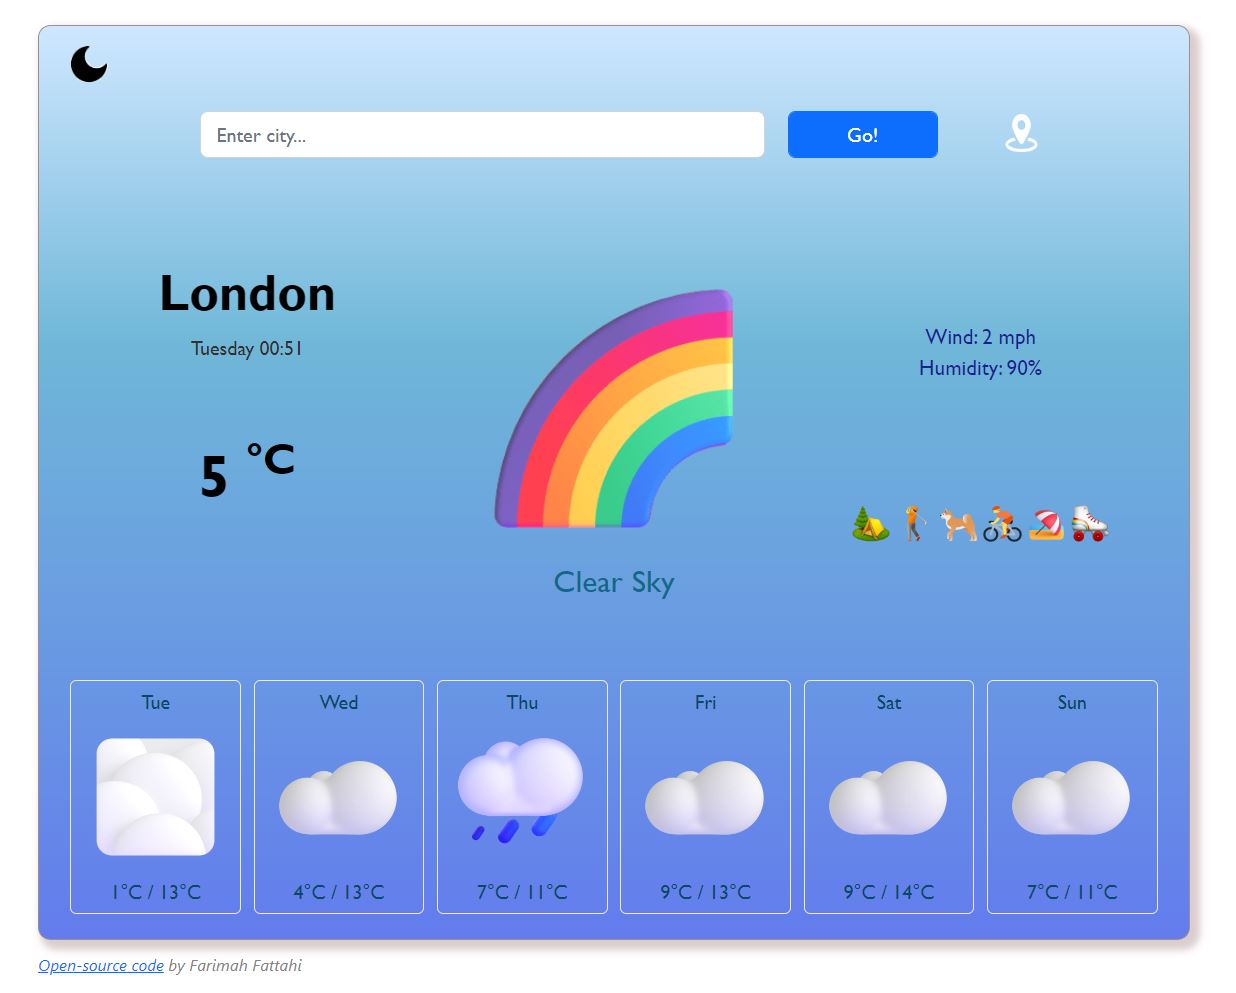 Enter city...
Go!
London
Tuesday 00:51
5 °C
Clear Sky
Wind: 2 mph
Humidity: 90%
Tue
1°C / 13°C
Wed
4°C / 13°C
Thu
7°C / 11°C
Fri
9°C / 13°C
Sat
9°C / 14°C
Sun
7°C / 11°C
Open-source code by Farimah Fattahi